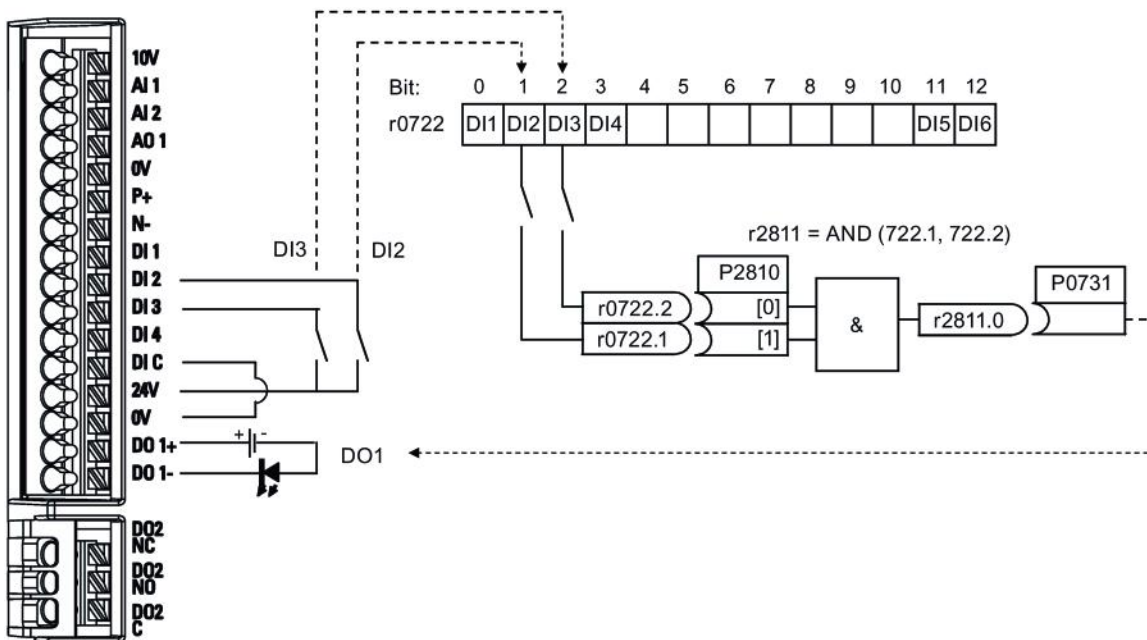 10V
AI 1
AI 2
AO 1
0V
P+
N-
DI 1
DI 2
DI 3
DI 4
DI C
24V
0V
DO 1+
DO 1-
DO2
NC
DO2
NO
DO2
C
DI3 DI2
+ -
DO1
Bit: 0 1 2 3 4 5 6 7 8 9 10 11 12
r0722 DI1 DI2 DI3 DI4 DI5 DI6
r2811 = AND (722.1, 722.2)
P2810
r0722.2 [0]
r0722.1 [1]
&
r2811.0
P0731